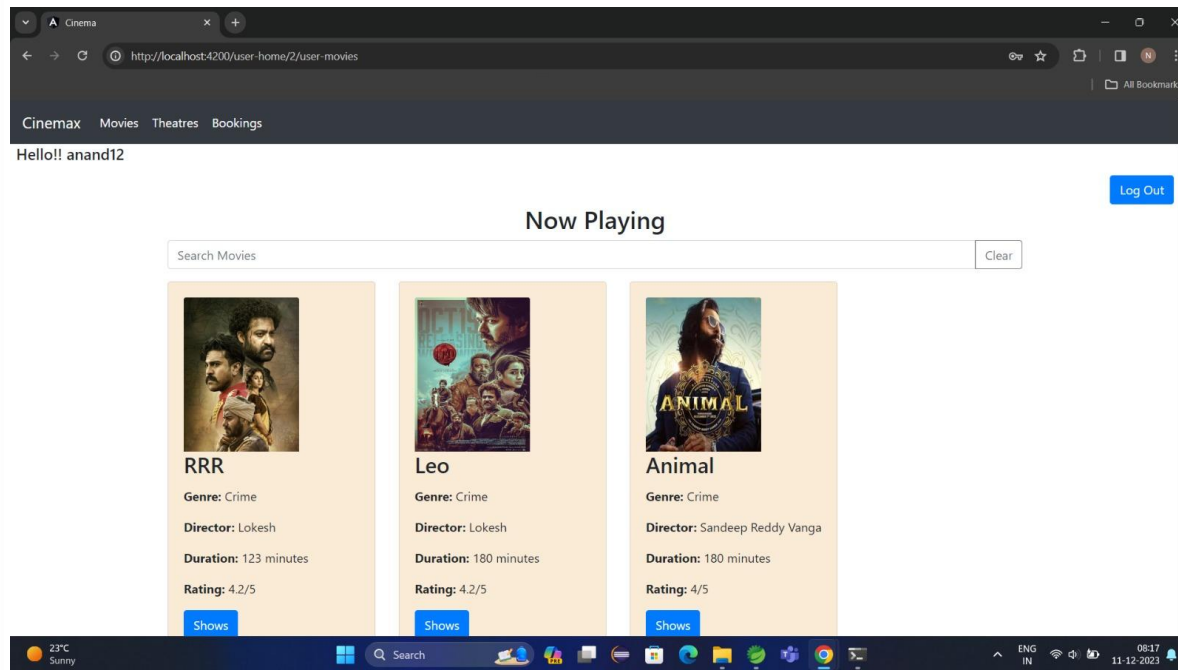 Cinema
http://localhost:4200/user-home/2/user-movies
N
All Bookmark
Cinemax Movies Theatres Bookings
Hello!! anand12
Log Out
Now Playing
Search Movies Clear
ANIMAL
RRR Leo Animal
Genre: Crime Genre: Crime Genre: Crime
Director: Lokesh Director: Lokesh Director: Sandeep Reddy Vanga
Duration: 123 minutes Duration: 180 minutes Duration: 180 minutes
Rating: 4.2/5 Rating: 4.2/5 Rating: 4/5
Shows Shows Shows
23°C
Sunny
Search
PRE
ENG
IN
08:17
11-12-2023